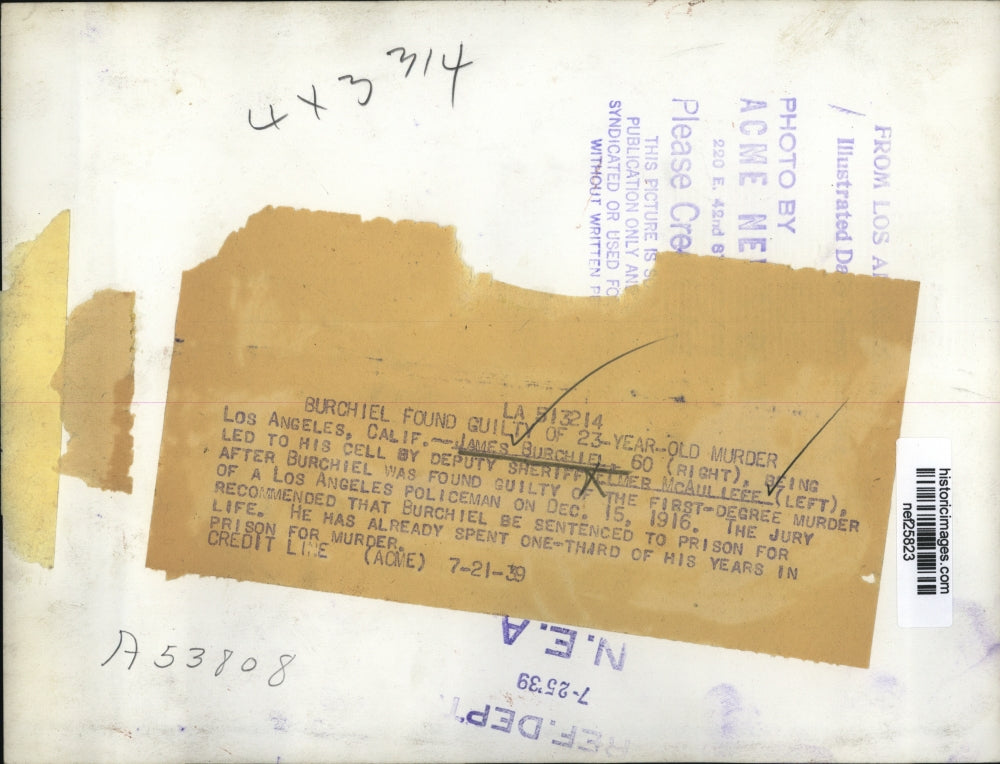 4 x 3 3/4
FROM LOS A
Illustrated Da
PHOTO BY
ACME NE
220 E. 42nd S
Please Cre
THIS PICTURE IS S
PUBLICATION ONLY AN
SYNDICATED OR USED FO
WITHOUT WRITTEN P
LA 513214
BURCHIEL FOUND GUILTY OF 23-YEAR-OLD MURDER
LOS ANGELES, CALIF.--JAMES BURCHIEL, 60 (RIGHT), BEING
LED TO HIS CELL BY DEPUTY SHERIFF ELMER MCAULIEFE (LEFT),
AFTER BURCHIEL WAS FOUND GUILTY OF THE FIRST-DEGREE MURDER
OF A LOS ANGELES POLICEMAN ON DEC. 15, 1916. THE JURY
RECOMMENDED THAT BURCHIEL BE SENTENCED TO PRISON FOR
LIFE. HE HAS ALREADY SPENT ONE-THIRD OF HIS YEARS IN
PRISON FOR MURDER.
CREDIT LINE (ACME) 7-21-39
historicimages.com
nef25823
A53808
N.E.A
7-25'39
REF.DEPT